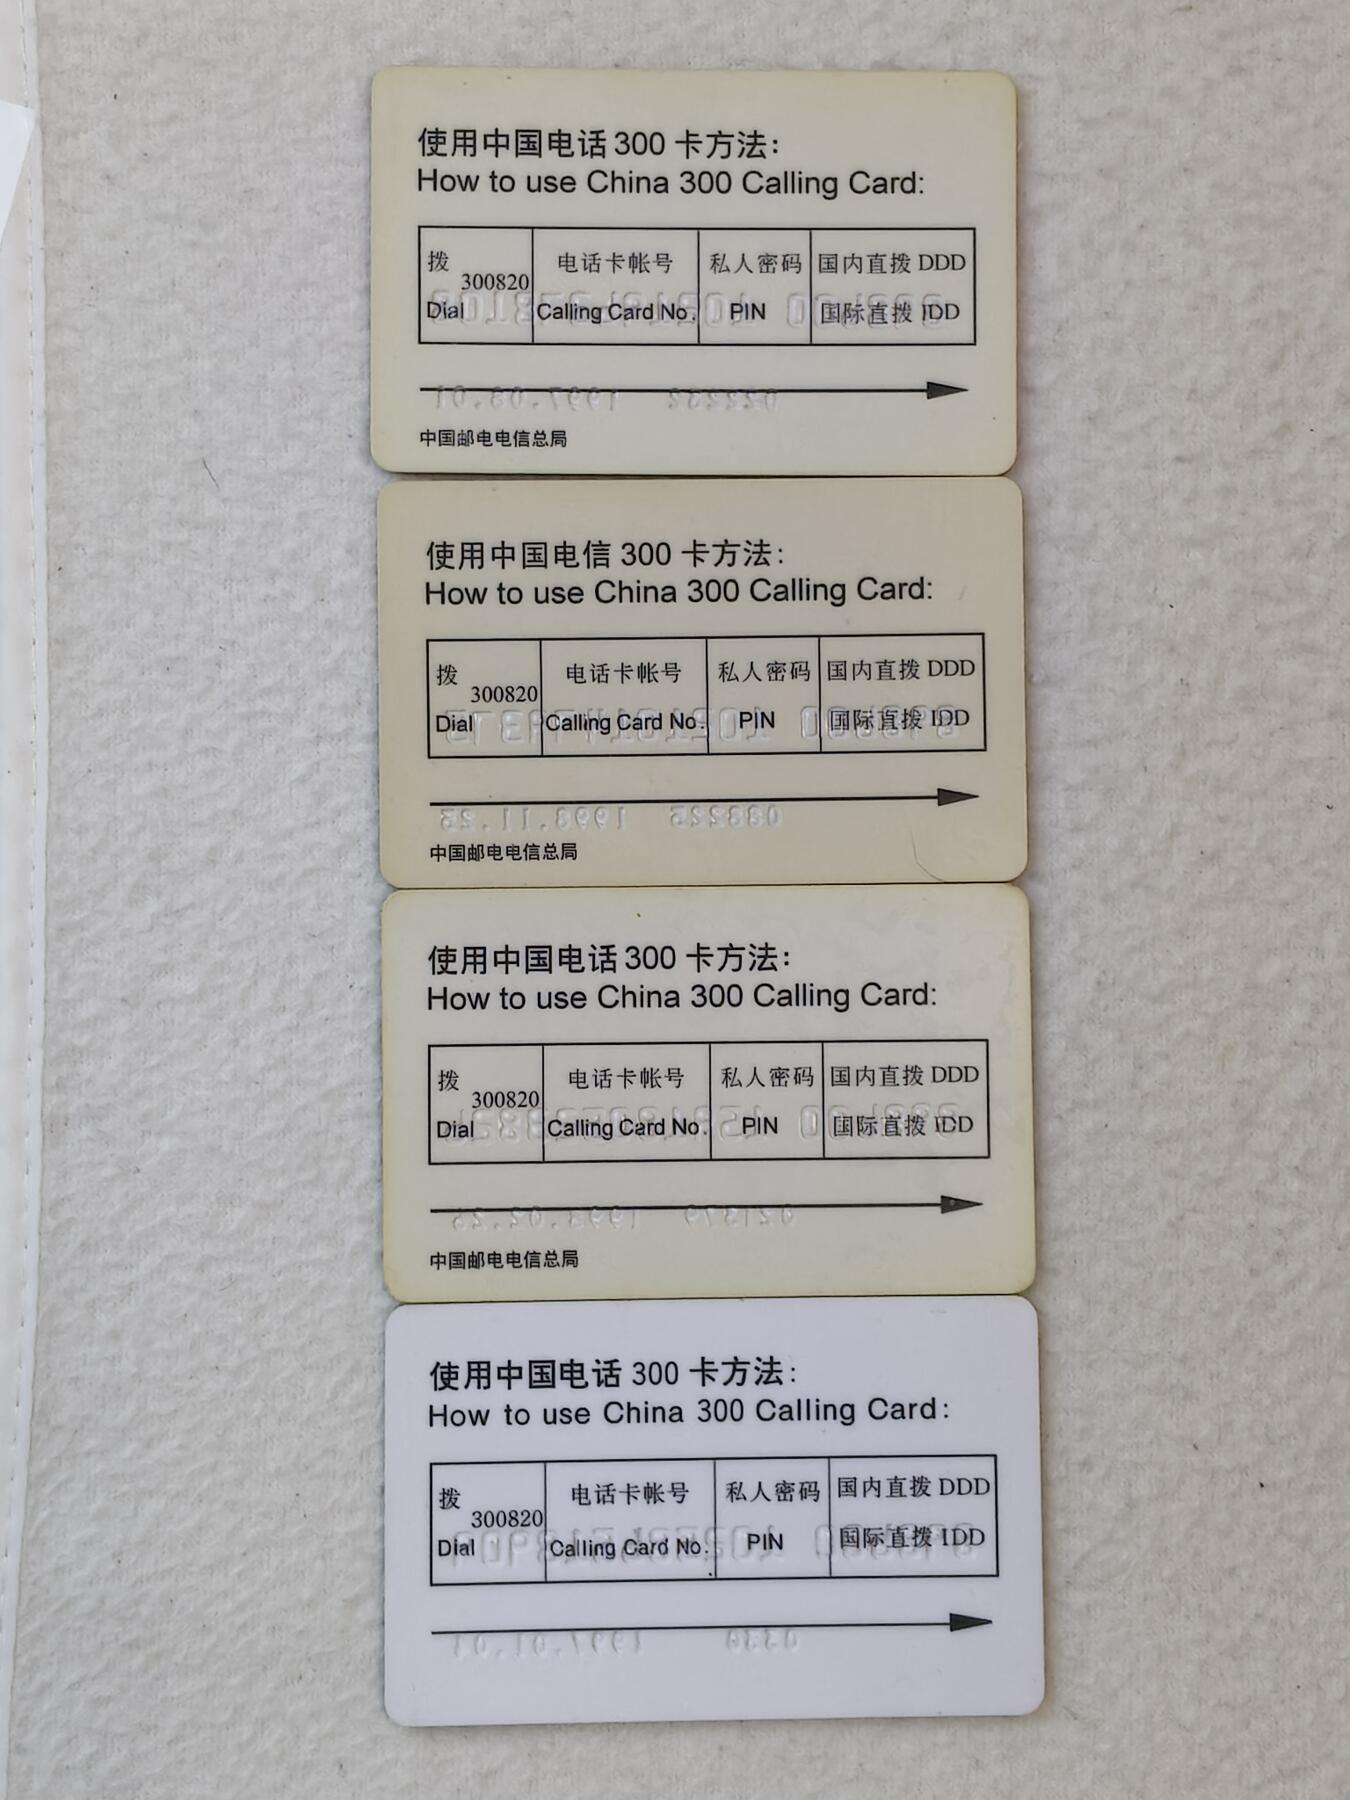 使用中国电话300卡方法:
How to use China 300 Calling Card:
拨 300820 Dial
电话卡帐号 Calling Card No.
私人密码 PIN
国内直拨 DDD
国际直拨 IDD
022232 1997.08.01
中国邮电电信总局
使用中国电信300卡方法:
How to use China 300 Calling Card:
拨 300820 Dial
电话卡帐号 Calling Card No.
私人密码 PIN
国内直拨 DDD
国际直拨 IDD
1998.11.25
中国邮电电信总局
使用中国电话300卡方法:
How to use China 300 Calling Card:
拨 300820 Dial
电话卡帐号 Calling Card No.
私人密码 PIN
国内直拨 DDD
国际直拨 IDD
中国邮电电信总局
使用中国电话300卡方法:
How to use China 300 Calling Card:
拨 300820 Dial
电话卡帐号 Calling Card No.
私人密码 PIN
国内直拨 DDD
国际直拨 IDD